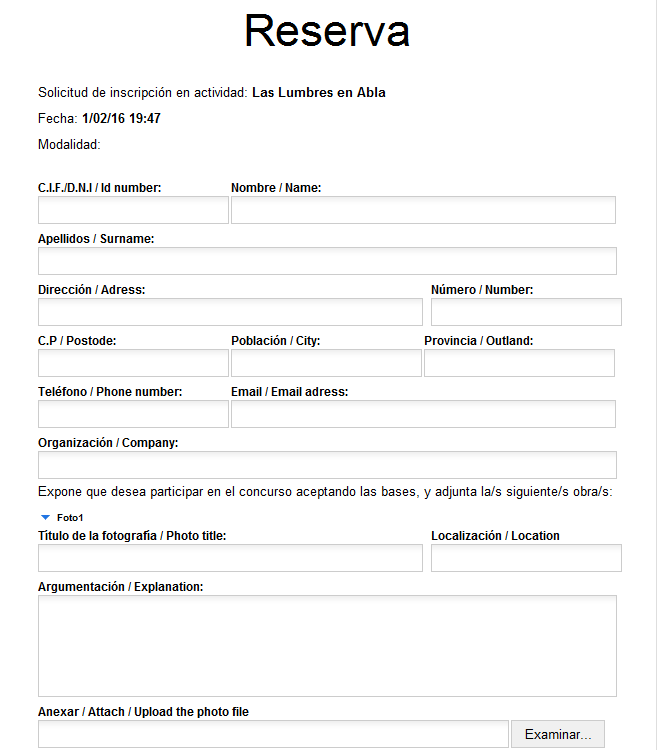 Reserva
Solicitud de inscripción en actividad: Las Lumbres en Abla
Fecha: 1/02/16 19:47
Modalidad:
C.I.F./D.N.I / Id number: Nombre / Name:
Apellidos / Surname:
Dirección / Adress: Número / Number:
C.P / Postode: Población / City: Provincia / Outland:
Teléfono / Phone number: Email / Email adress:
Organización / Company:
Expone que desea participar en el concurso aceptando las bases, y adjunta la/s siguiente/s obra/s:
Foto1
Título de la fotografía / Photo title: Localización / Location
Argumentación / Explanation:
Anexar / Attach / Upload the photo file
Examinar...